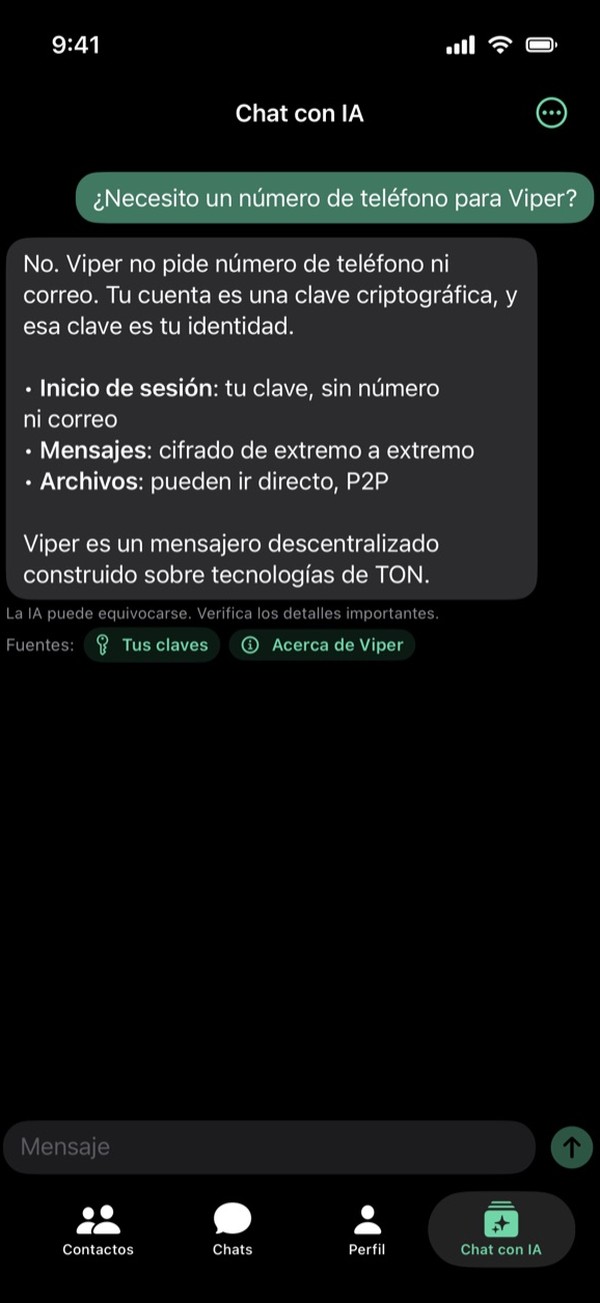 9:41
Chat con IA
¿Necesito un número de teléfono para Viper?
No. Viper no pide número de teléfono ni
correo. Tu cuenta es una clave criptográfica, y
esa clave es tu identidad.
• Inicio de sesión: tu clave, sin número
ni correo
• Mensajes: cifrado de extremo a extremo
• Archivos: pueden ir directo, P2P
Viper es un mensajero descentralizado
construido sobre tecnologías de TON.
La IA puede equivocarse. Verifica los detalles importantes.
Fuentes: Tus claves Acerca de Viper
Mensaje
Contactos Chats Perfil Chat con IA